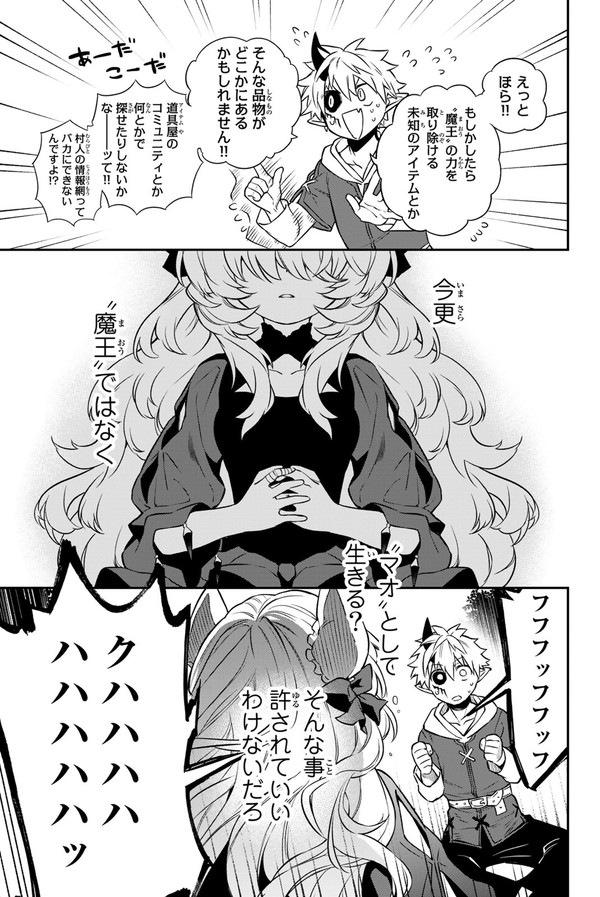 えっと
ほら!!
もしかしたら
〝魔王〟の力を
取り除ける
未知のアイテムとか
そんな品物が
どこかにある
かもしれません!!
あーだ
こーだ
道具屋の
コミュニティとか
何とかで
探せたりしないか
なーーッて!!
村人の情報網って
バカにできない
んですよ!?
今更
〝魔王〟ではなく
〝マオ〟として
生きる?
そんな事
許されていい
わけないだろ
フフフッフフッフ
クハハハハ
ハハハハハッ